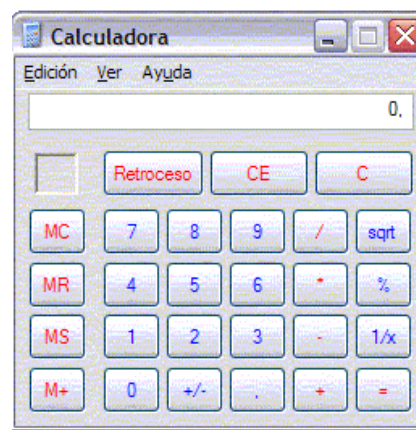 Calculadora
Edición Ver Ayuda
0,
Retroceso CE C
MC 7 8 9 / sqrt
MR 4 5 6 * %
MS 1 2 3 - 1/x
M+ 0 +/- , + =